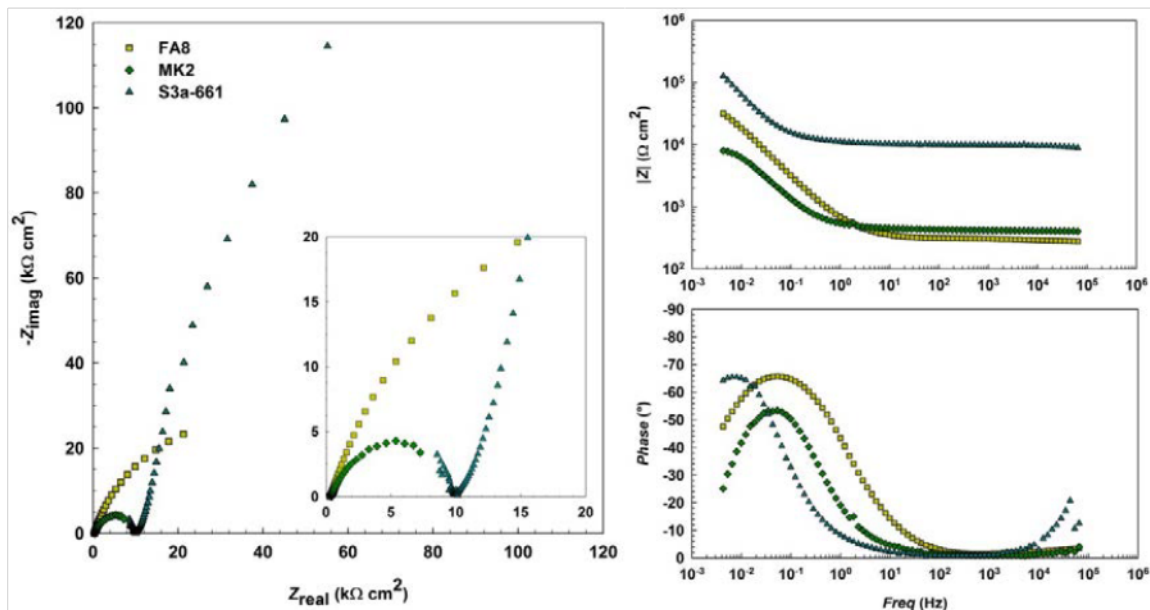 120
100
80
60
40
20
0
-Zimag (kΩ cm²)
FA8
MK2
S3a-661
20
15
10
5
0
0 5 10 15 20
0 20 40 60 80 100 120
Zreal (kΩ cm²)
10⁶
10⁵
10⁴
10³
10²
|Z| (Ω cm²)
10⁻³ 10⁻² 10⁻¹ 10⁰ 10¹ 10² 10³ 10⁴ 10⁵ 10⁶
-90
-80
-70
-60
-50
-40
-30
-20
-10
0
Phase (°)
10⁻³ 10⁻² 10⁻¹ 10⁰ 10¹ 10² 10³ 10⁴ 10⁵ 10⁶
Freq (Hz)